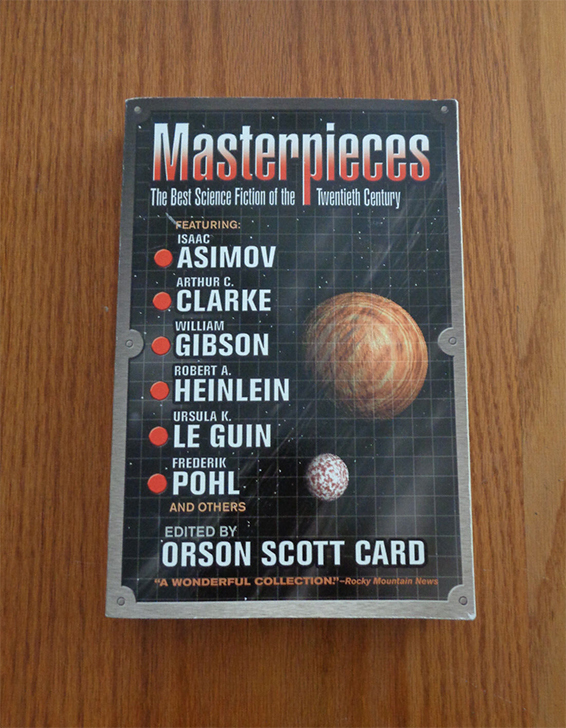 Masterpieces
The Best Science Fiction of the Twentieth Century
FEATURING:
ISAAC
ASIMOV
ARTHUR C.
CLARKE
WILLIAM
GIBSON
ROBERT A.
HEINLEIN
URSULA K.
LE GUIN
FREDERIK
POHL
AND OTHERS
EDITED BY
ORSON SCOTT CARD
"A WONDERFUL COLLECTION."–Rocky Mountain News